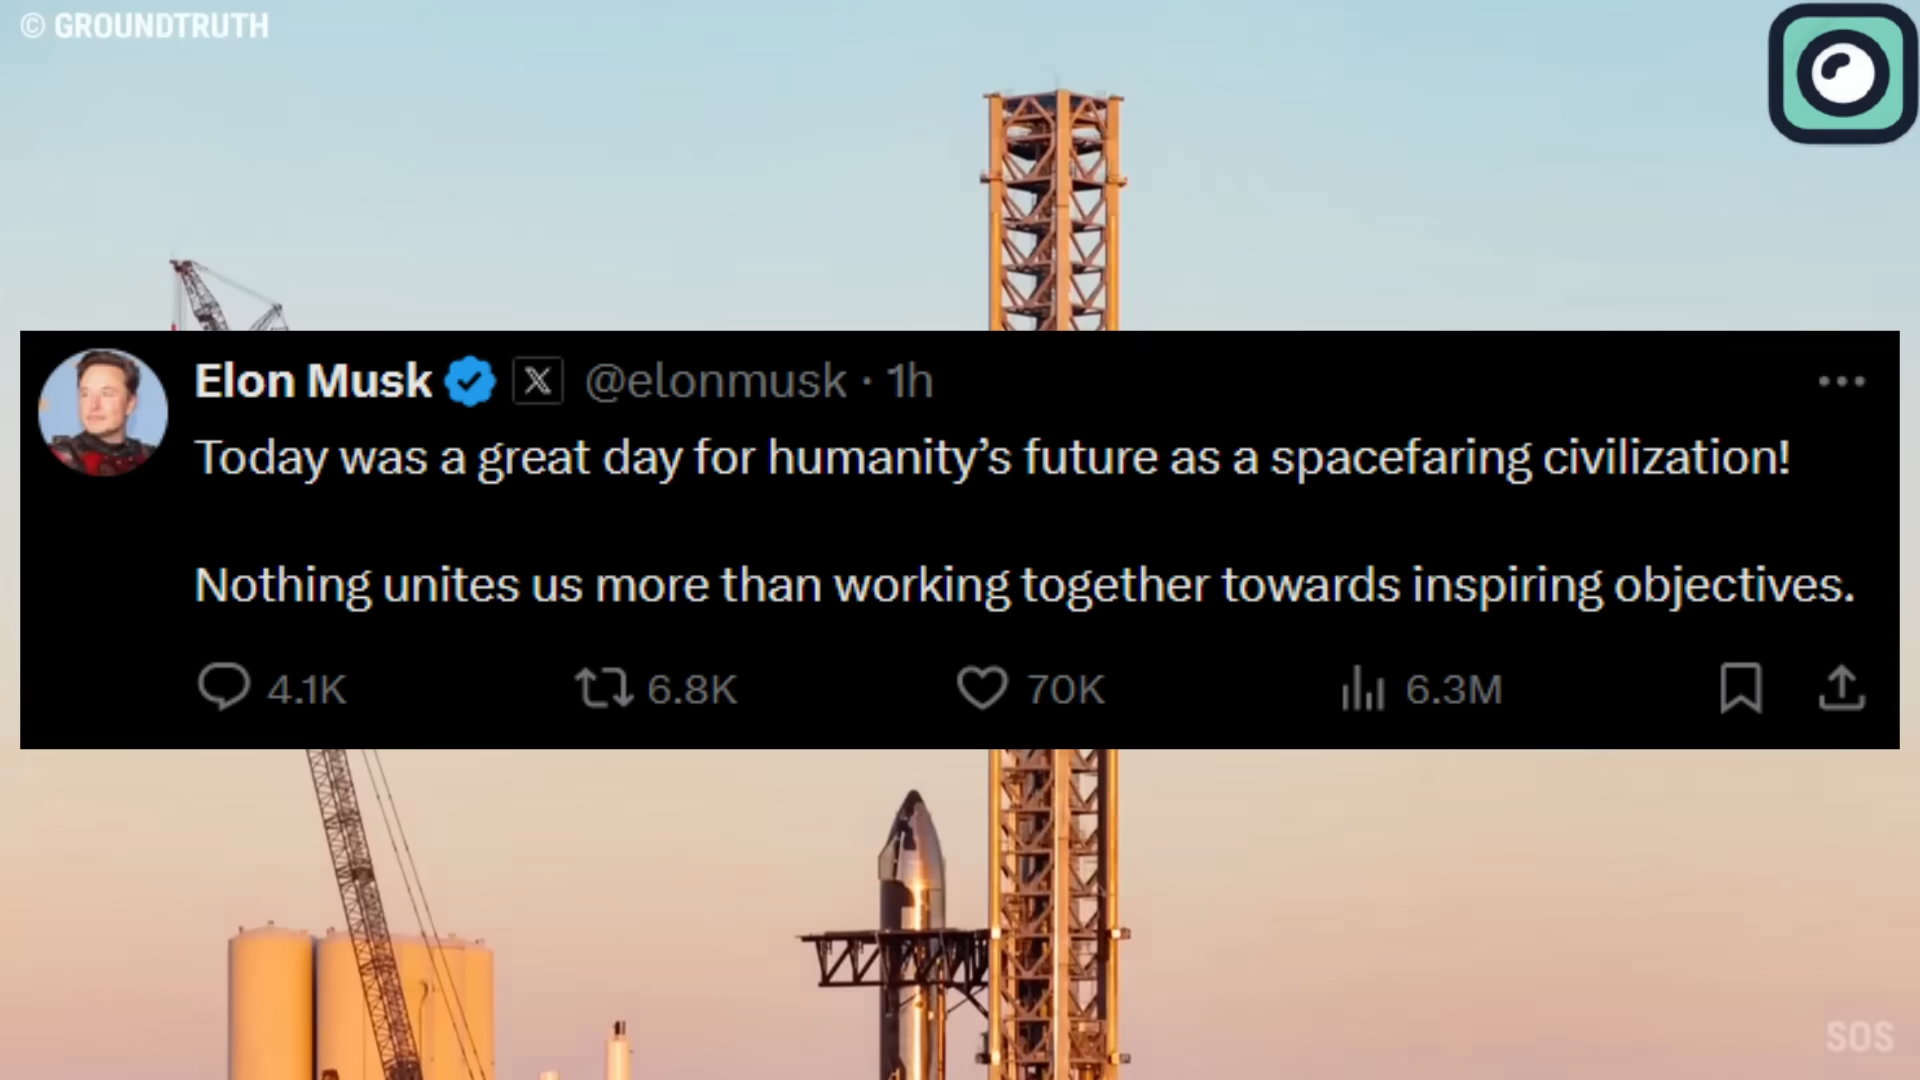 © GROUNDTRUTH
Elon Musk X @elonmusk · 1h
Today was a great day for humanity’s future as a spacefaring civilization!
Nothing unites us more than working together towards inspiring objectives.
4.1K 6.8K 70K 6.3M
SOS